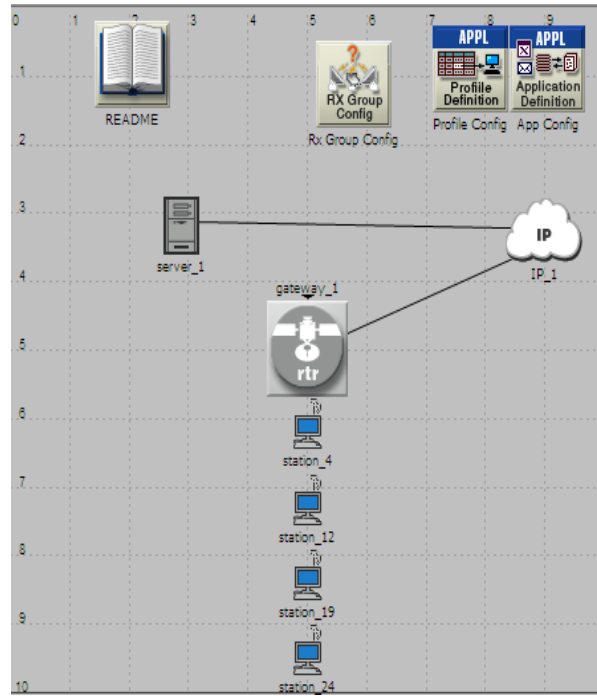 0 .1 .2 .3 .4 .5 .6 .7 .8 .9
.1
README
RX Group
Config
Rx Group Config
APPL
Profiile
Definition
Profile Config
APPL
Application
Definition
App Config
.2
.3
server_1
IP
IP_1
.4
gateway_1
.5
rtr
.6
station_4
.7
station_12
.8
station_19
.9
station_24
10